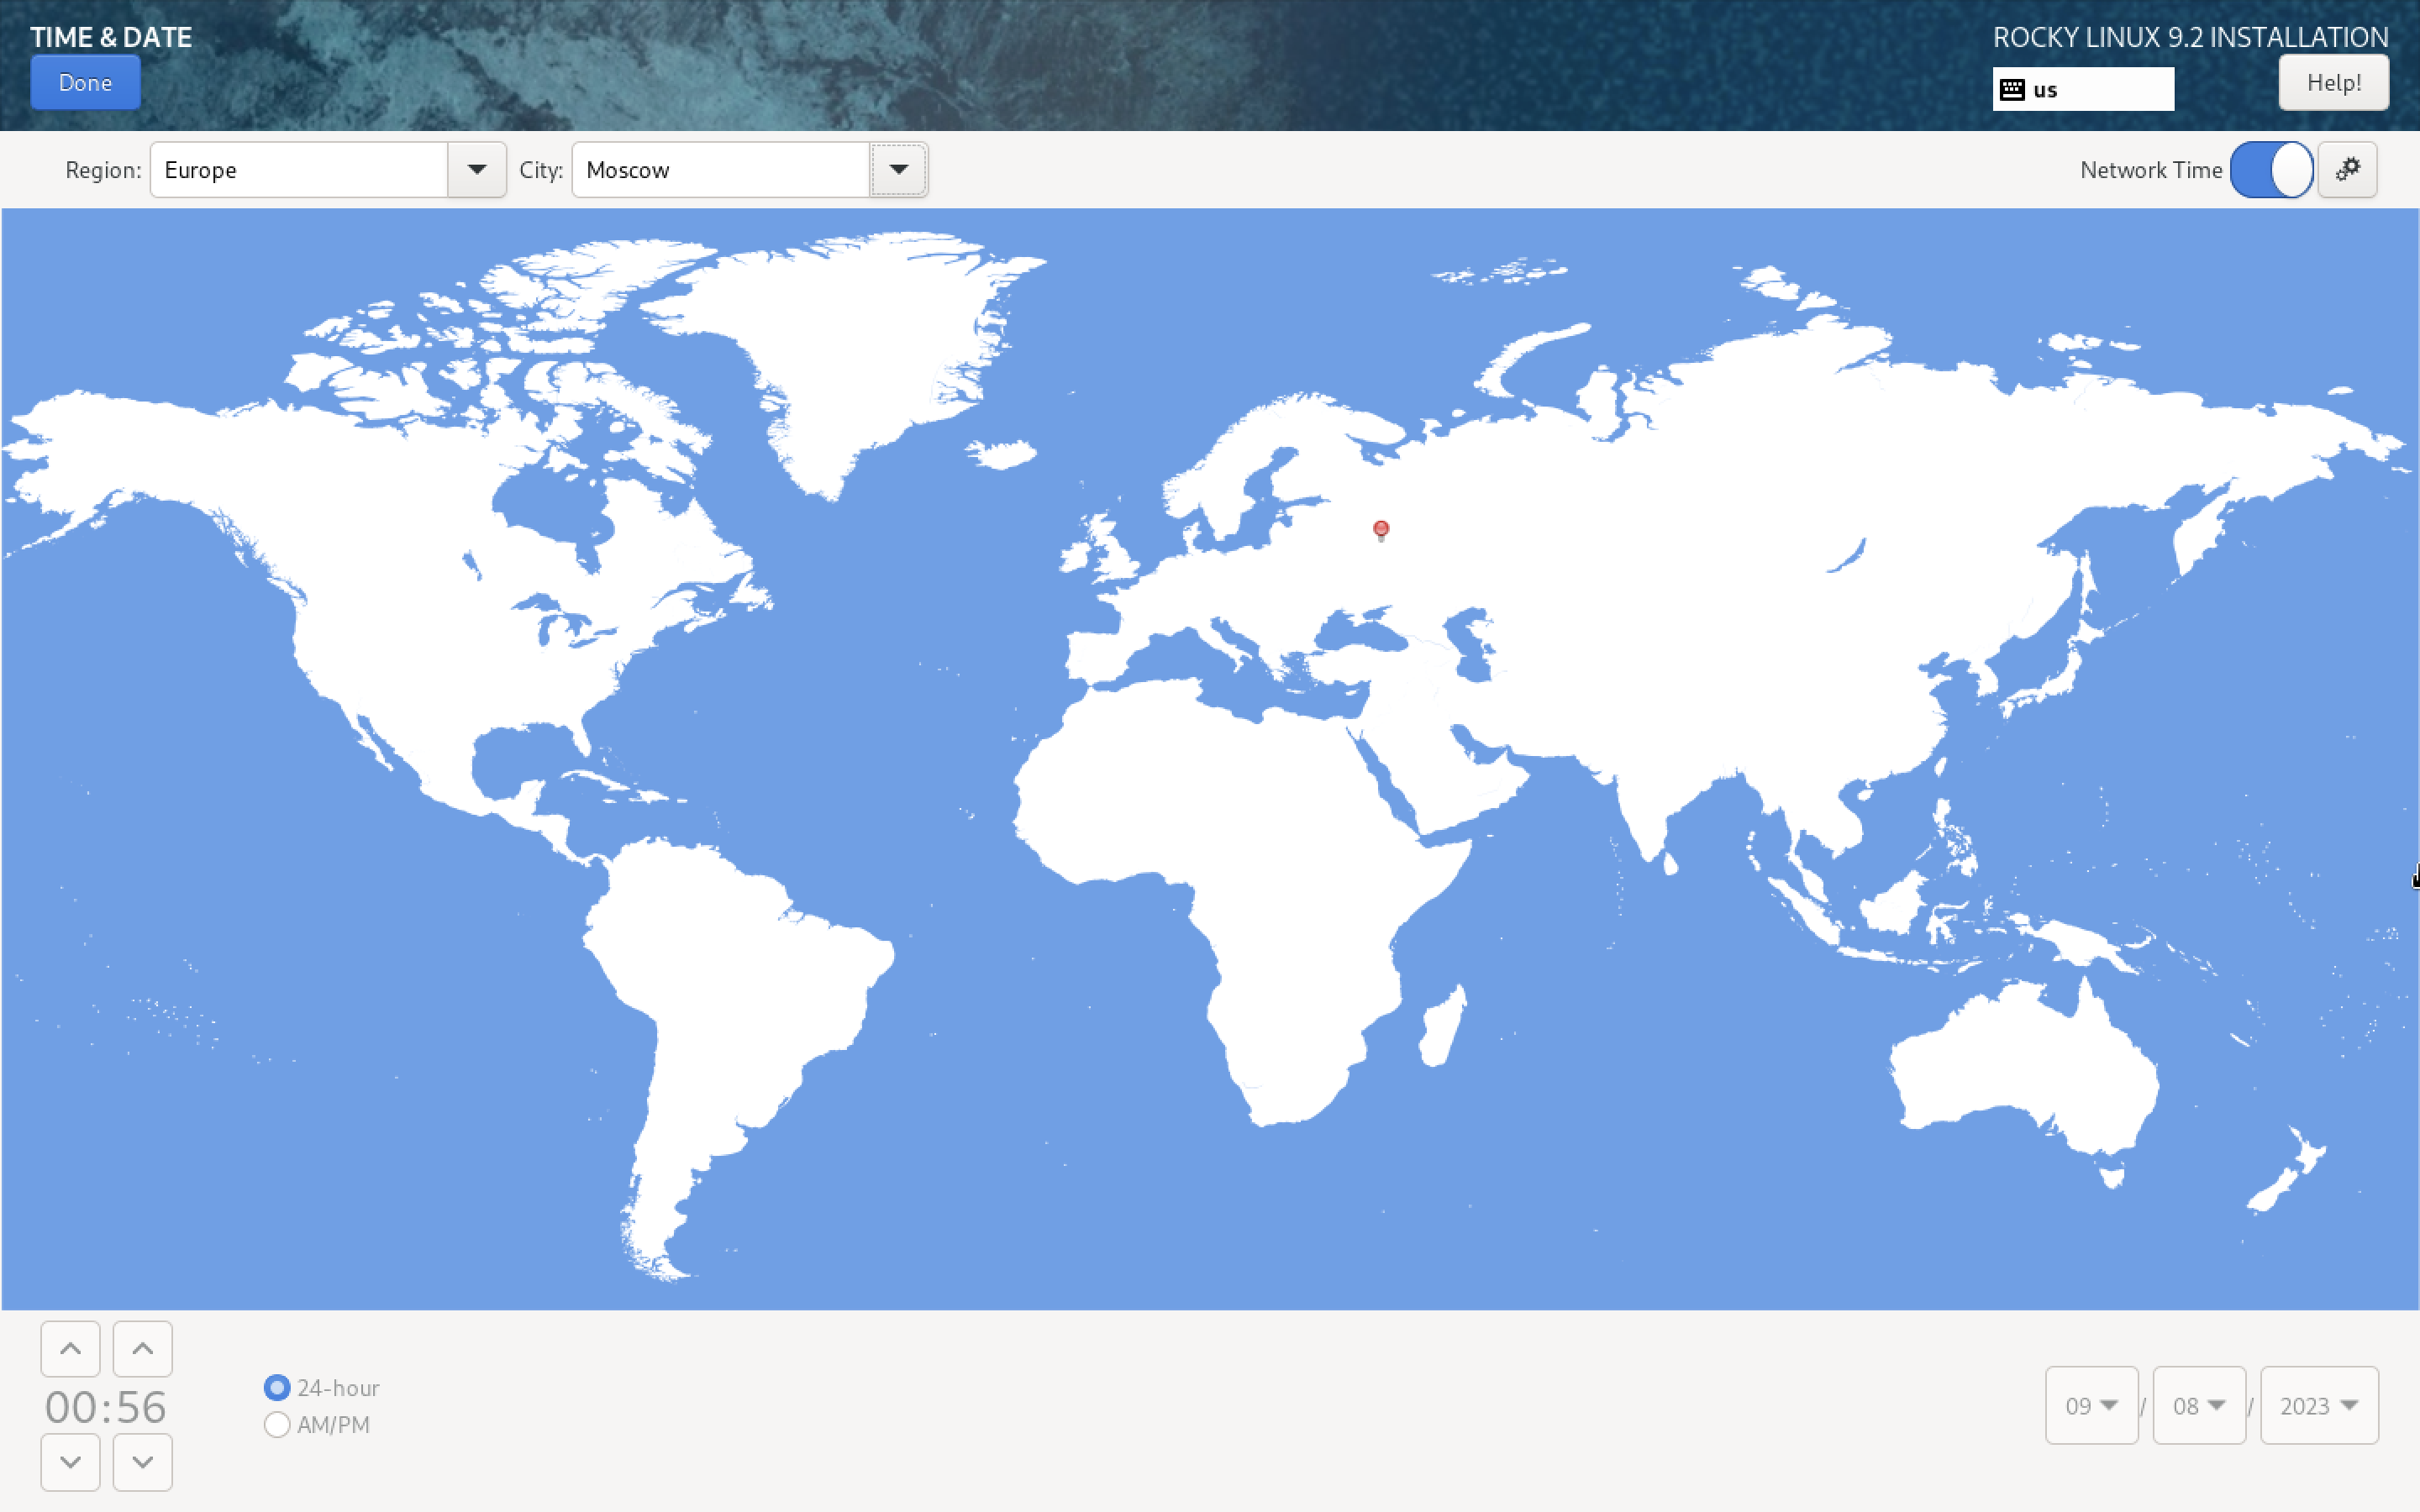 TIME & DATE
ROCKY LINUX 9.2 INSTALLATION
Done
us
Help!
Region: Europe City: Moscow Network Time
00:56
24-hour
AM/PM
09 / 08 / 2023